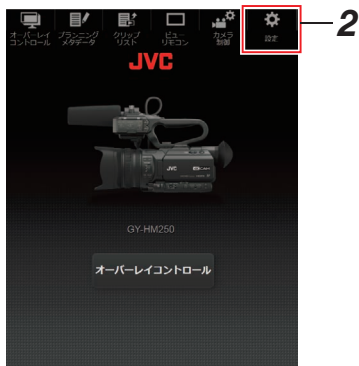 オーバーレイ
コントロール
プランニング
メタデータ
クリップ
リスト
ビュー
リモコン
カメラ
制御
設定
2
JVC
JVC
GY-HM250
オーバーレイコントロール